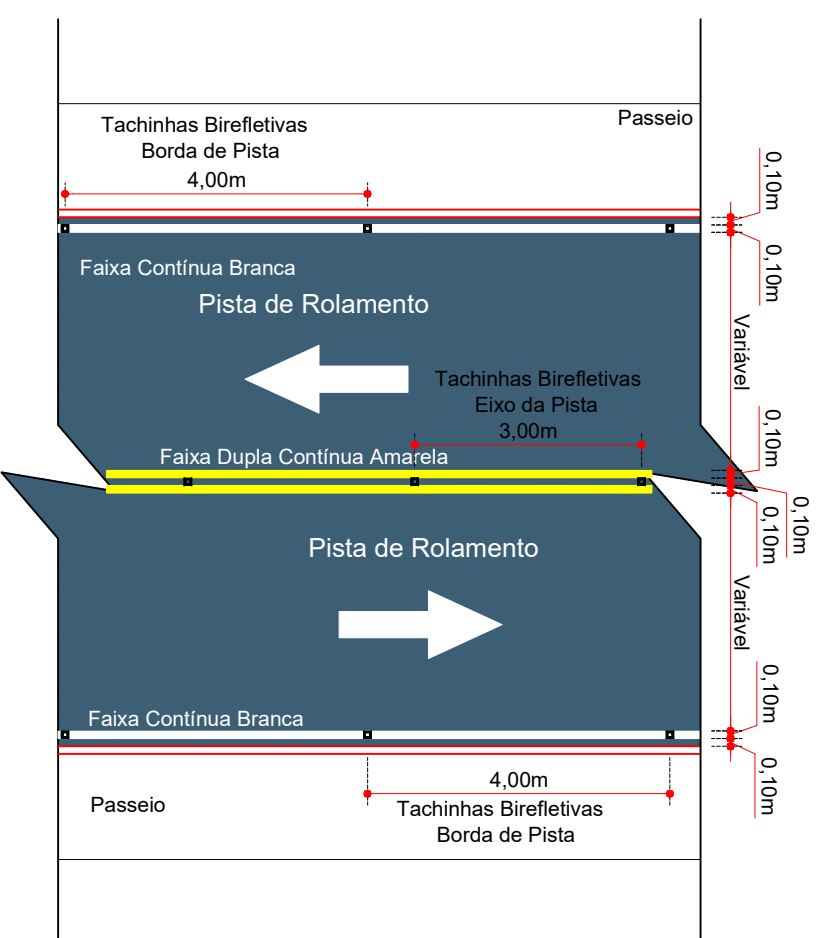 Passeio
Tachinhas Birefletivas
Borda de Pista
4,00m
0,10m
0,10m
Faixa Contínua Branca
Pista de Rolamento
Variável
Tachinhas Birefletivas
Eixo da Pista
3,00m
Faixa Dupla Contínua Amarela
0,10m
0,10m
0,10m
Pista de Rolamento
Variável
Faixa Contínua Branca
0,10m
0,10m
4,00m
Passeio
Tachinhas Birefletivas
Borda de Pista